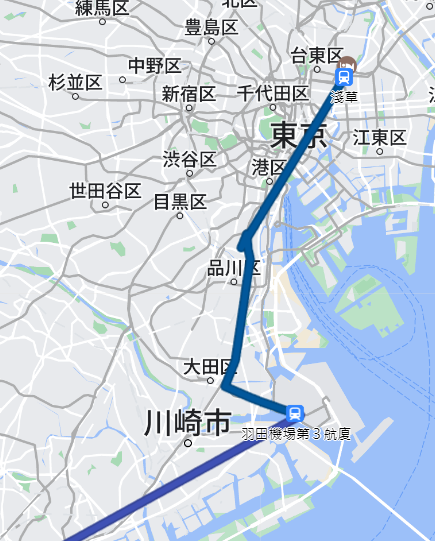 練馬区
北区
豊島区
台東区
中野区
杉並区
浅草
新宿区
千代田区
東京
江東区
渋谷区
港区
世田谷区
目黒区
品川区
大田区
川崎市
羽田機場第3航廈